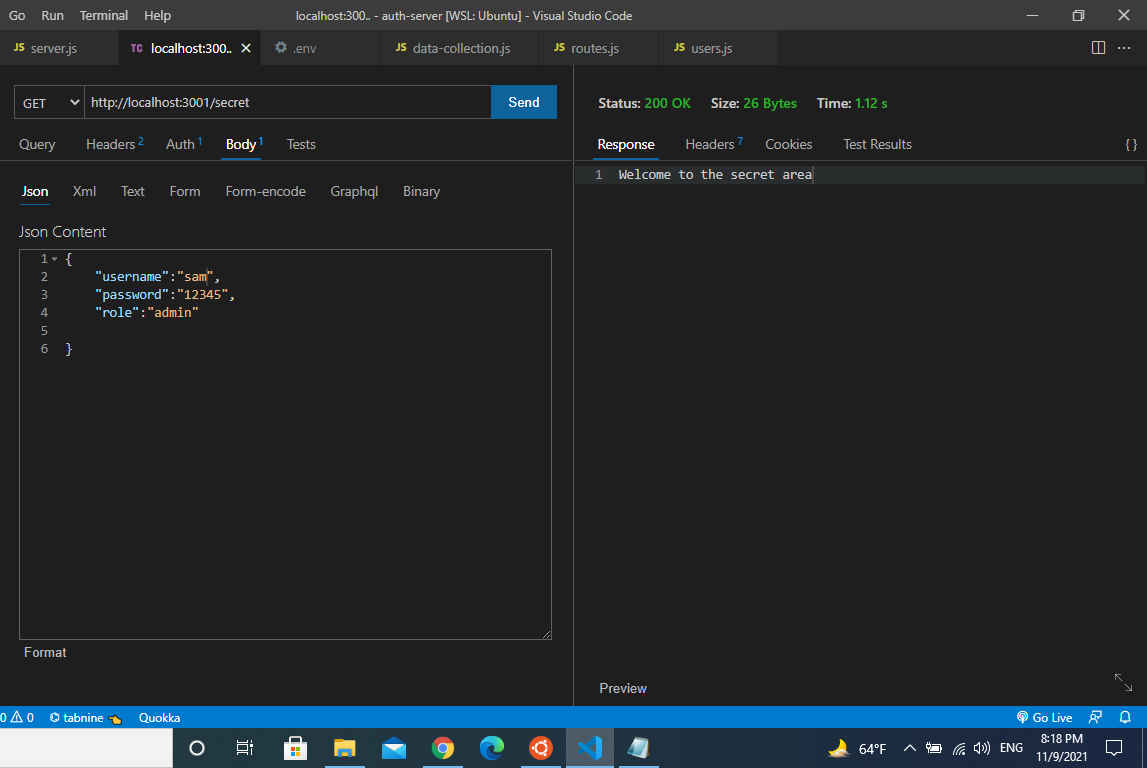 Go Run Terminal Help localhost:300.. - auth-server [WSL: Ubuntu] - Visual Studio Code
JS server.js TC localhost:300.. .env JS data-collection.js JS routes.js JS users.js
GET http://localhost:3001/secret Send
Status: 200 OK Size: 26 Bytes Time: 1.12 s
Query Headers 2 Auth 1 Body 1 Tests
Response Headers 7 Cookies Test Results { }
Json Xml Text Form Form-encode Graphql Binary
1 Welcome to the secret area
Json Content
1 {
2 "username":"sam",
3 "password":"12345",
4 "role":"admin"
5
6 }
Format
Preview
0 0 tabnine Quokka Go Live
64°F ENG 8:18 PM
11/9/2021